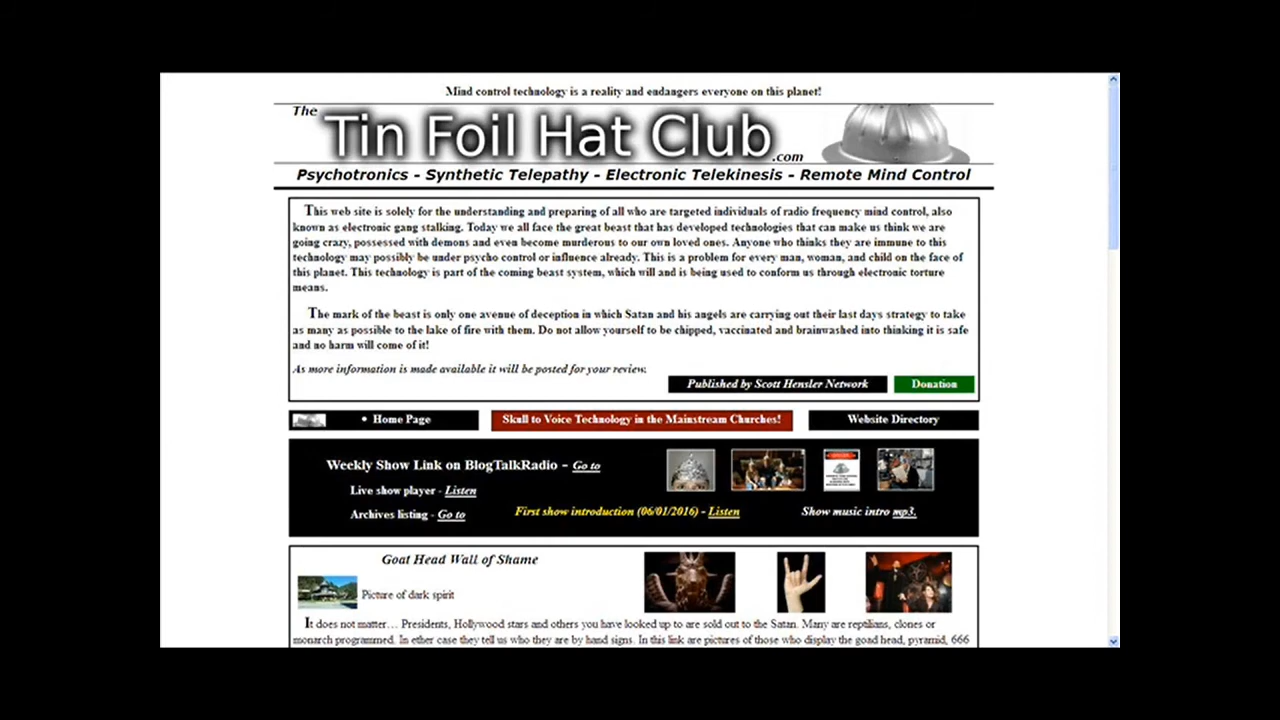 Mind control technology is a reality and endangers everyone on this planet!
The
Tin Foil Hat Club
.com
Psychotronics - Synthetic Telepathy - Electronic Telekinesis - Remote Mind Control
This web site is solely for the understanding and preparing of all who are targeted individuals of radio frequency mind control, also
known as electronic gang stalking. Today we all face the great beast that has developed technologies that can make us think we are
going crazy, possessed with demons and even become murderous to our own loved ones. Anyone who thinks they are immune to this
technology may possibly be under psycho control or influence already. This is a problem for every man, woman, and child on the face of
this planet. This technology is part of the coming beast system, which will and is being used to conform us through electronic torture
means.
The mark of the beast is only one avenue of deception in which Satan and his angels are carrying out their last days strategy to take
as many as possible to the lake of fire with them. Do not allow yourself to be chipped, vaccinated and brainwashed into thinking it is safe
and no harm will come of it!
As more information is made available it will be posted for your review.
Published by Scott Hensler Network
Donation
• Home Page
Skull to Voice Technology in the Mainstream Churches!
Website Directory
Weekly Show Link on BlogTalkRadio - Go to
Live show player - Listen
Archives listing - Go to
First show introduction (06/01/2016) - Listen
Show music intro mp3.
Goat Head Wall of Shame
Picture of dark spirit
It does not matter... Presidents, Hollywood stars and others you have looked up to are sold out to the Satan. Many are reptilians, clones or
monarch programmed. In ether case they tell us who they are by hand signs. In this link are pictures of those who display the goad head, pyramid, 666